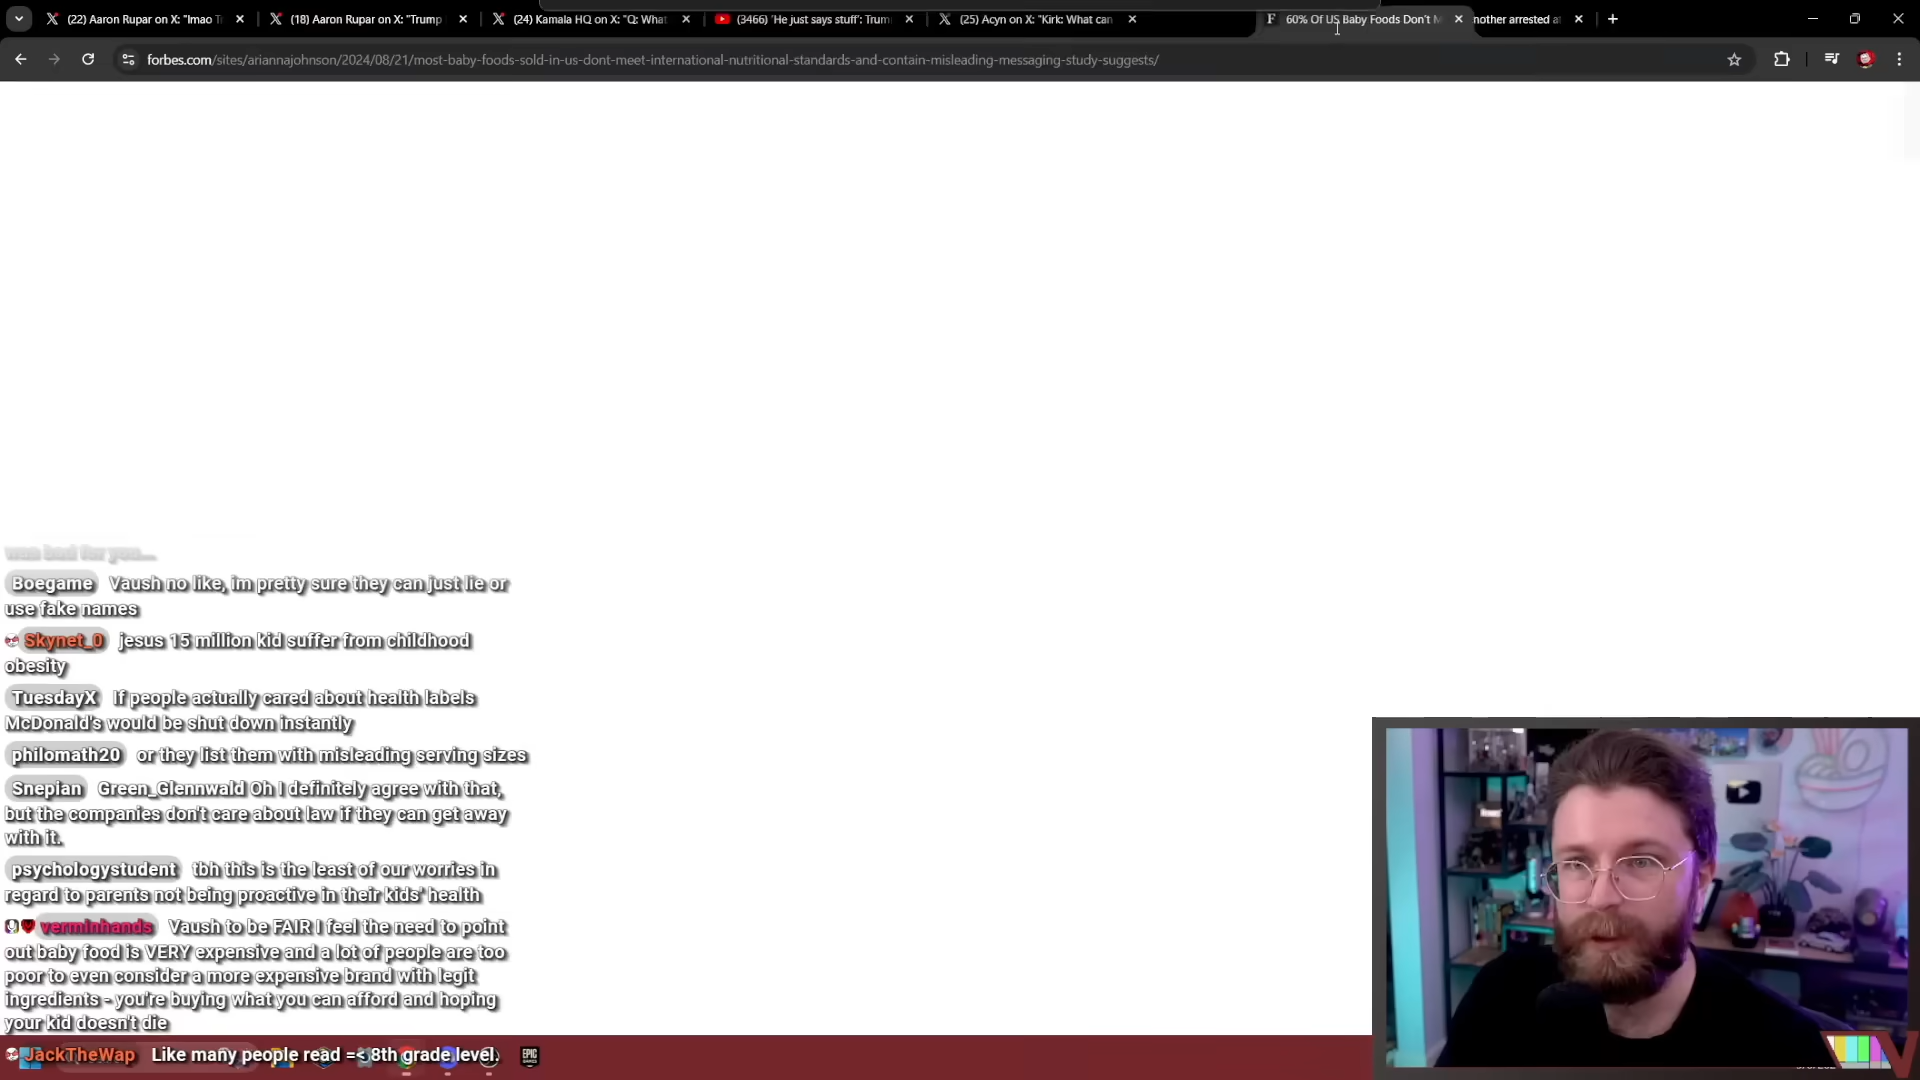 (22) Aaron Rupar on X: "lmao T
(18) Aaron Rupar on X: "Trump
(24) Kamala HQ on X: "Q: What
(3466) 'He just says stuff': Trum
(25) Acyn on X: "Kirk: What can
F 60% Of US Baby Foods Don't M
nother arrested a
forbes.com/sites/ariannajohnson/2024/08/21/most-baby-foods-sold-in-us-dont-meet-international-nutritional-standards-and-contain-misleading-messaging-study-suggests/
bad for you....
Boegame Vaush no like, im pretty sure they can just lie or
use fake names
Skynet_0 jesus 15 million kid suffer from childhood
obesity
TuesdayX If people actually cared about health labels
McDonald's would be shut down instantly
philomath20 or they list them with misleading serving sizes
Snepian Green_Glennwald Oh I definitely agree with that,
but the companies don't care about law if they can get away
with it.
psychologystudent tbh this is the least of our worries in
regard to parents not being proactive in their kids' health
verminhands Vaush to be FAIR I feel the need to point
out baby food is VERY expensive and a lot of people are too
poor to even consider a more expensive brand with legit
ingredients - you're buying what you can afford and hoping
your kid doesn't die
JackTheWap Like many people read =< 8th grade level.
EPIC